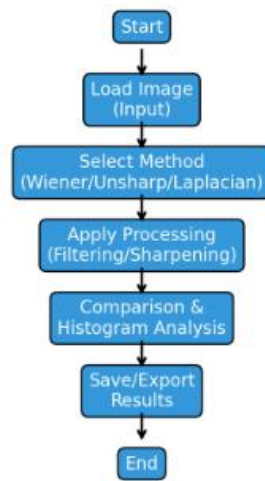 Start
Load Image
(Input)
Select Method
(Wiener/Unsharp/Laplacian)
Apply Processing
(Filtering/Sharpening)
Comparison &
Histogram Analysis
Save/Export
Results
End